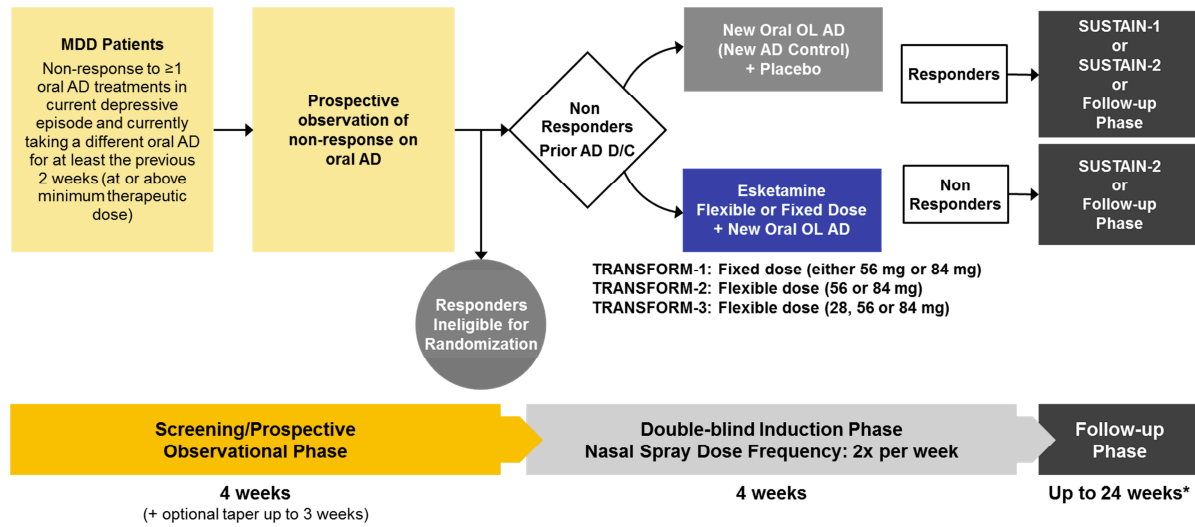 MDD Patients
Non-response to ≥1
oral AD treatments in
current depressive
episode and currently
taking a different oral AD
for at least the previous
2 weeks (at or above
minimum therapeutic
dose)
Prospective
observation of
non-response on
oral AD
Responders
Ineligible for
Randomization
Non
Responders
Prior AD D/C
New Oral OL AD
(New AD Control)
+ Placebo
Esketamine
Flexible or Fixed Dose
+ New Oral OL AD
TRANSFORM-1: Fixed dose (either 56 mg or 84 mg)
TRANSFORM-2: Flexible dose (56 or 84 mg)
TRANSFORM-3: Flexible dose (28, 56 or 84 mg)
Responders
SUSTAIN-1
or
SUSTAIN-2
or
Follow-up
Phase
Non
Responders
SUSTAIN-2
or
Follow-up
Phase
Screening/Prospective
Observational Phase
4 weeks
(+ optional taper up to 3 weeks)
Double-blind Induction Phase
Nasal Spray Dose Frequency: 2x per week
4 weeks
Follow-up
Phase
Up to 24 weeks*